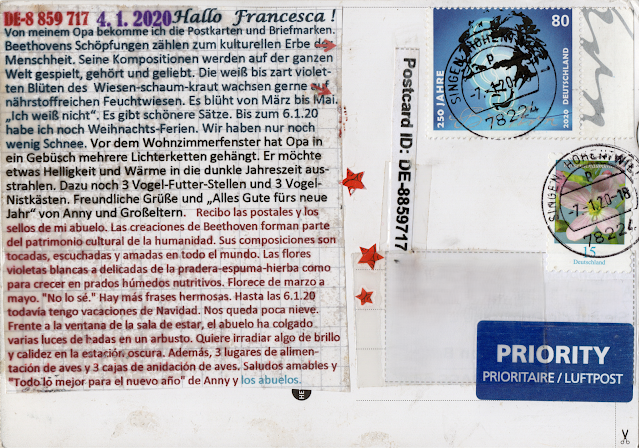 DE-8 859 717 4. 1. 2020 Hallo Francesca !
Von meinem Opa bekomme ich die Postkarten und Briefmarken.
Beethovens Schöpfungen zählen zum kulturellen Erbe der
Menschheit. Seine Kompositionen werden auf der ganzen
Welt gespielt, gehört und geliebt. Die weiß bis zart violet-
ten Blüten des Wiesen-schaum-kraut wachsen gerne auf
nährstoffreichen Feuchtwiesen. Es blüht von März bis Mai.
„Ich weiß nicht“. Es gibt schönere Sätze. Bis zum 6.1.20
habe ich noch Weihnachts-Ferien. Wir haben nur noch
wenig Schnee. Vor dem Wohnzimmerfenster hat Opa in
ein Gebüsch mehrere Lichterketten gehängt. Er möchte
etwas Helligkeit und Wärme in die dunkle Jahreszeit aus-
strahlen. Dazu noch 3 Vogel-Futter-Stellen und 3 Vogel-
Nistkästen. Freundliche Grüße und „Alles Gute fürs neue
Jahr“ von Anny und Großeltern. Recibo las postales y los
sellos de mi abuelo. Las creaciones de Beethoven forman parte
del patrimonio cultural de la humanidad. Sus composiciones son
tocadas, escuchadas y amadas en todo el mundo. Las flores
violetas blancas a delicadas de la pradera-espuma-hierba como
para crecer en prados húmedos nutritivos. Florece de marzo a
mayo. "No lo sé." Hay más frases hermosas. Hasta las 6.1.20
todavía tengo vacaciones de Navidad. Nos queda poca nieve.
Frente a la ventana de la sala de estar, el abuelo ha colgado
varias luces de hadas en un arbusto. Quiere irradiar algo de brillo
y calidez en la estación oscura. Además, 3 lugares de alimen-
tación de aves y 3 cajas de anidación de aves. Saludos amables y
"Todo lo mejor para el nuevo año" de Anny y los abuelos.
Postcard ID: DE-8859717
80
250 JAHRE
2020 DEUTSCHLAND
SINGEN
-7.-1.20
78224
SINGEN
-7.-1.20-18
78224
15
Deutschland
PRIORITY
PRIORITAIRE / LUFTPOST
HE